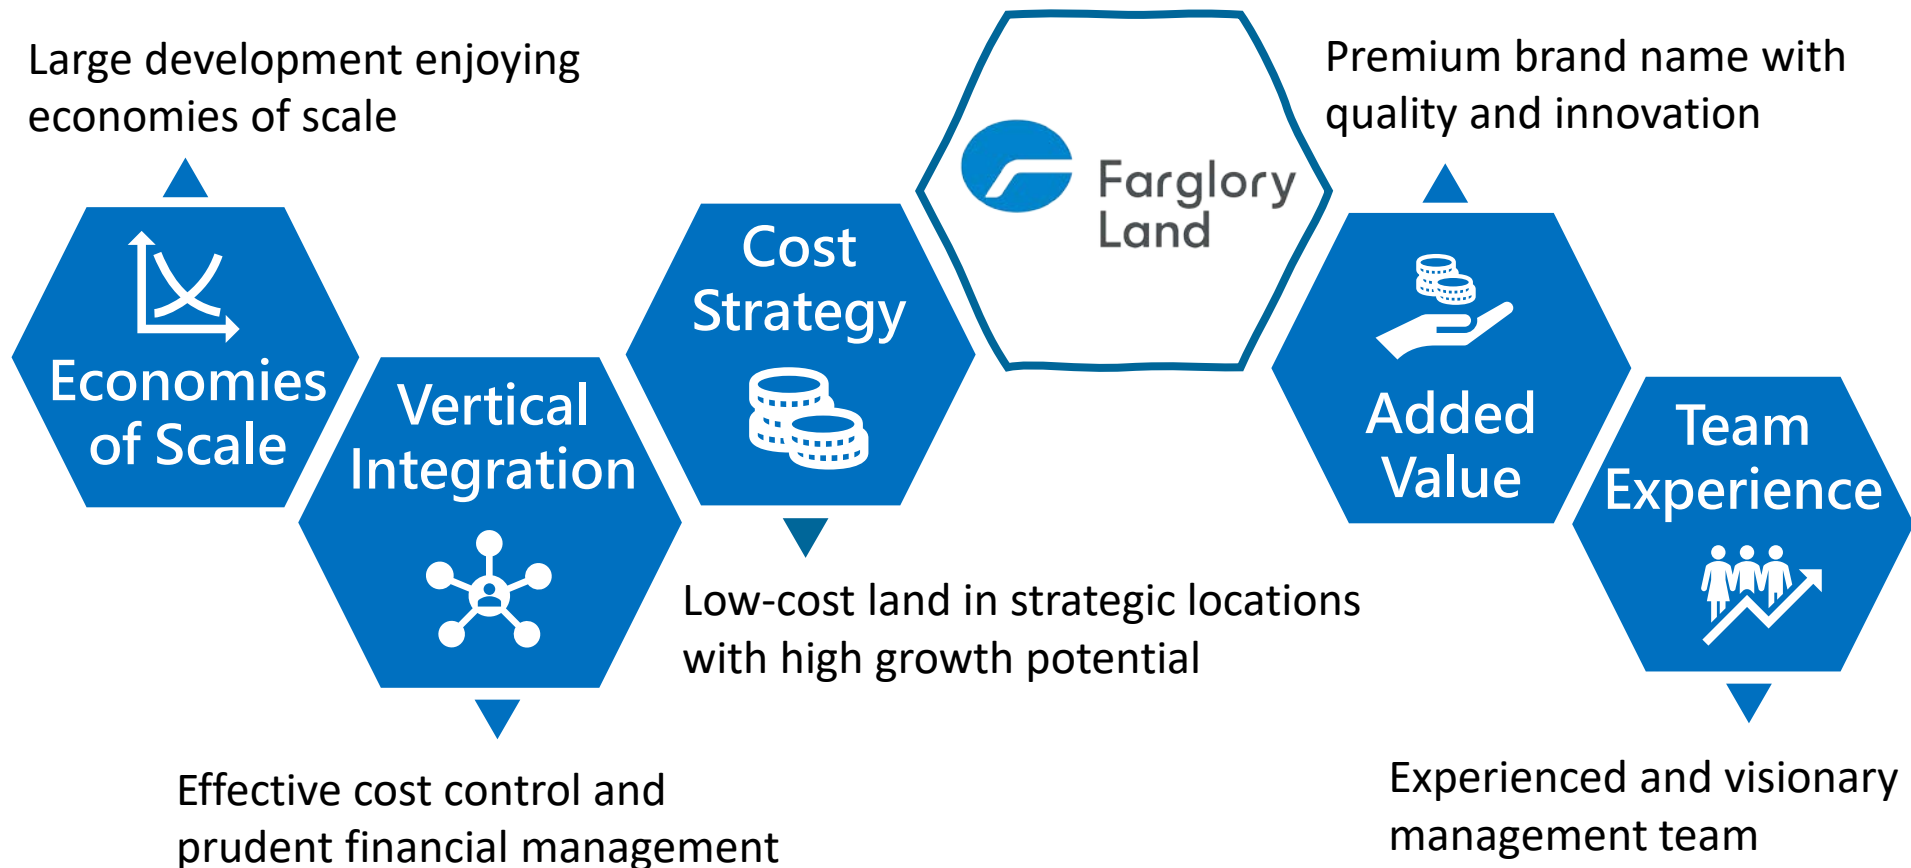 Large development enjoying
economies of scale
Economies
of Scale
Vertical
Integration
Effective cost control and
prudent financial management
Cost
Strategy
Low-cost land in strategic locations
with high growth potential
Farglory
Land
Premium brand name with
quality and innovation
Added
Value
Team
Experience
Experienced and visionary
management team